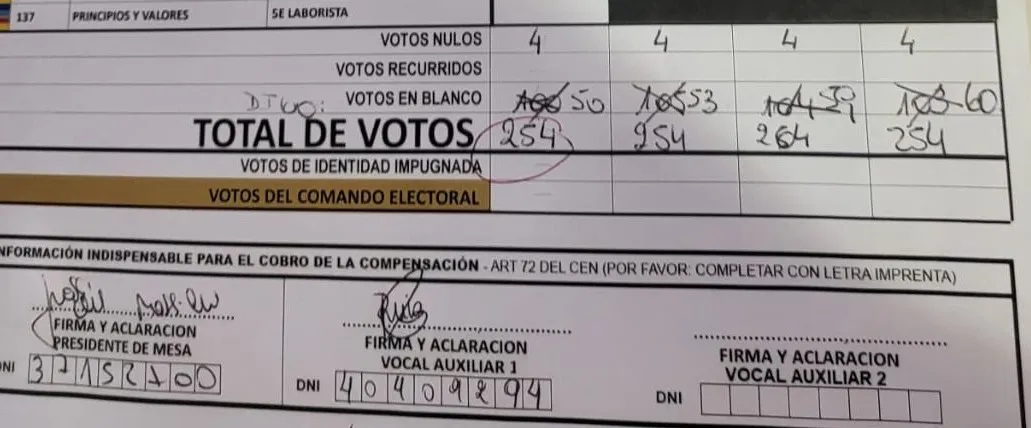 137 PRINCIPIOS Y VALORES 5E LABORISTA
VOTOS NULOS 4 4 4 4
VOTOS RECURRIDOS
VOTOS EN BLANCO 50 53 60
TOTAL DE VOTOS 254 254 264 254
VOTOS DE IDENTIDAD IMPUGNADA
VOTOS DEL COMANDO ELECTORAL
NFORMACIÓN INDISPENSABLE PARA EL COBRO DE LA COMPENSACIÓN - ART 72 DEL CEN (POR FAVOR: COMPLETAR CON LETRA IMPRENTA)
FIRMA Y ACLARACION
PRESIDENTE DE MESA
DNI 37152700
Ruiz
FIRMA Y ACLARACION
VOCAL AUXILIAR 1
DNI 40409294
FIRMA Y ACLARACION
VOCAL AUXILIAR 2
DNI